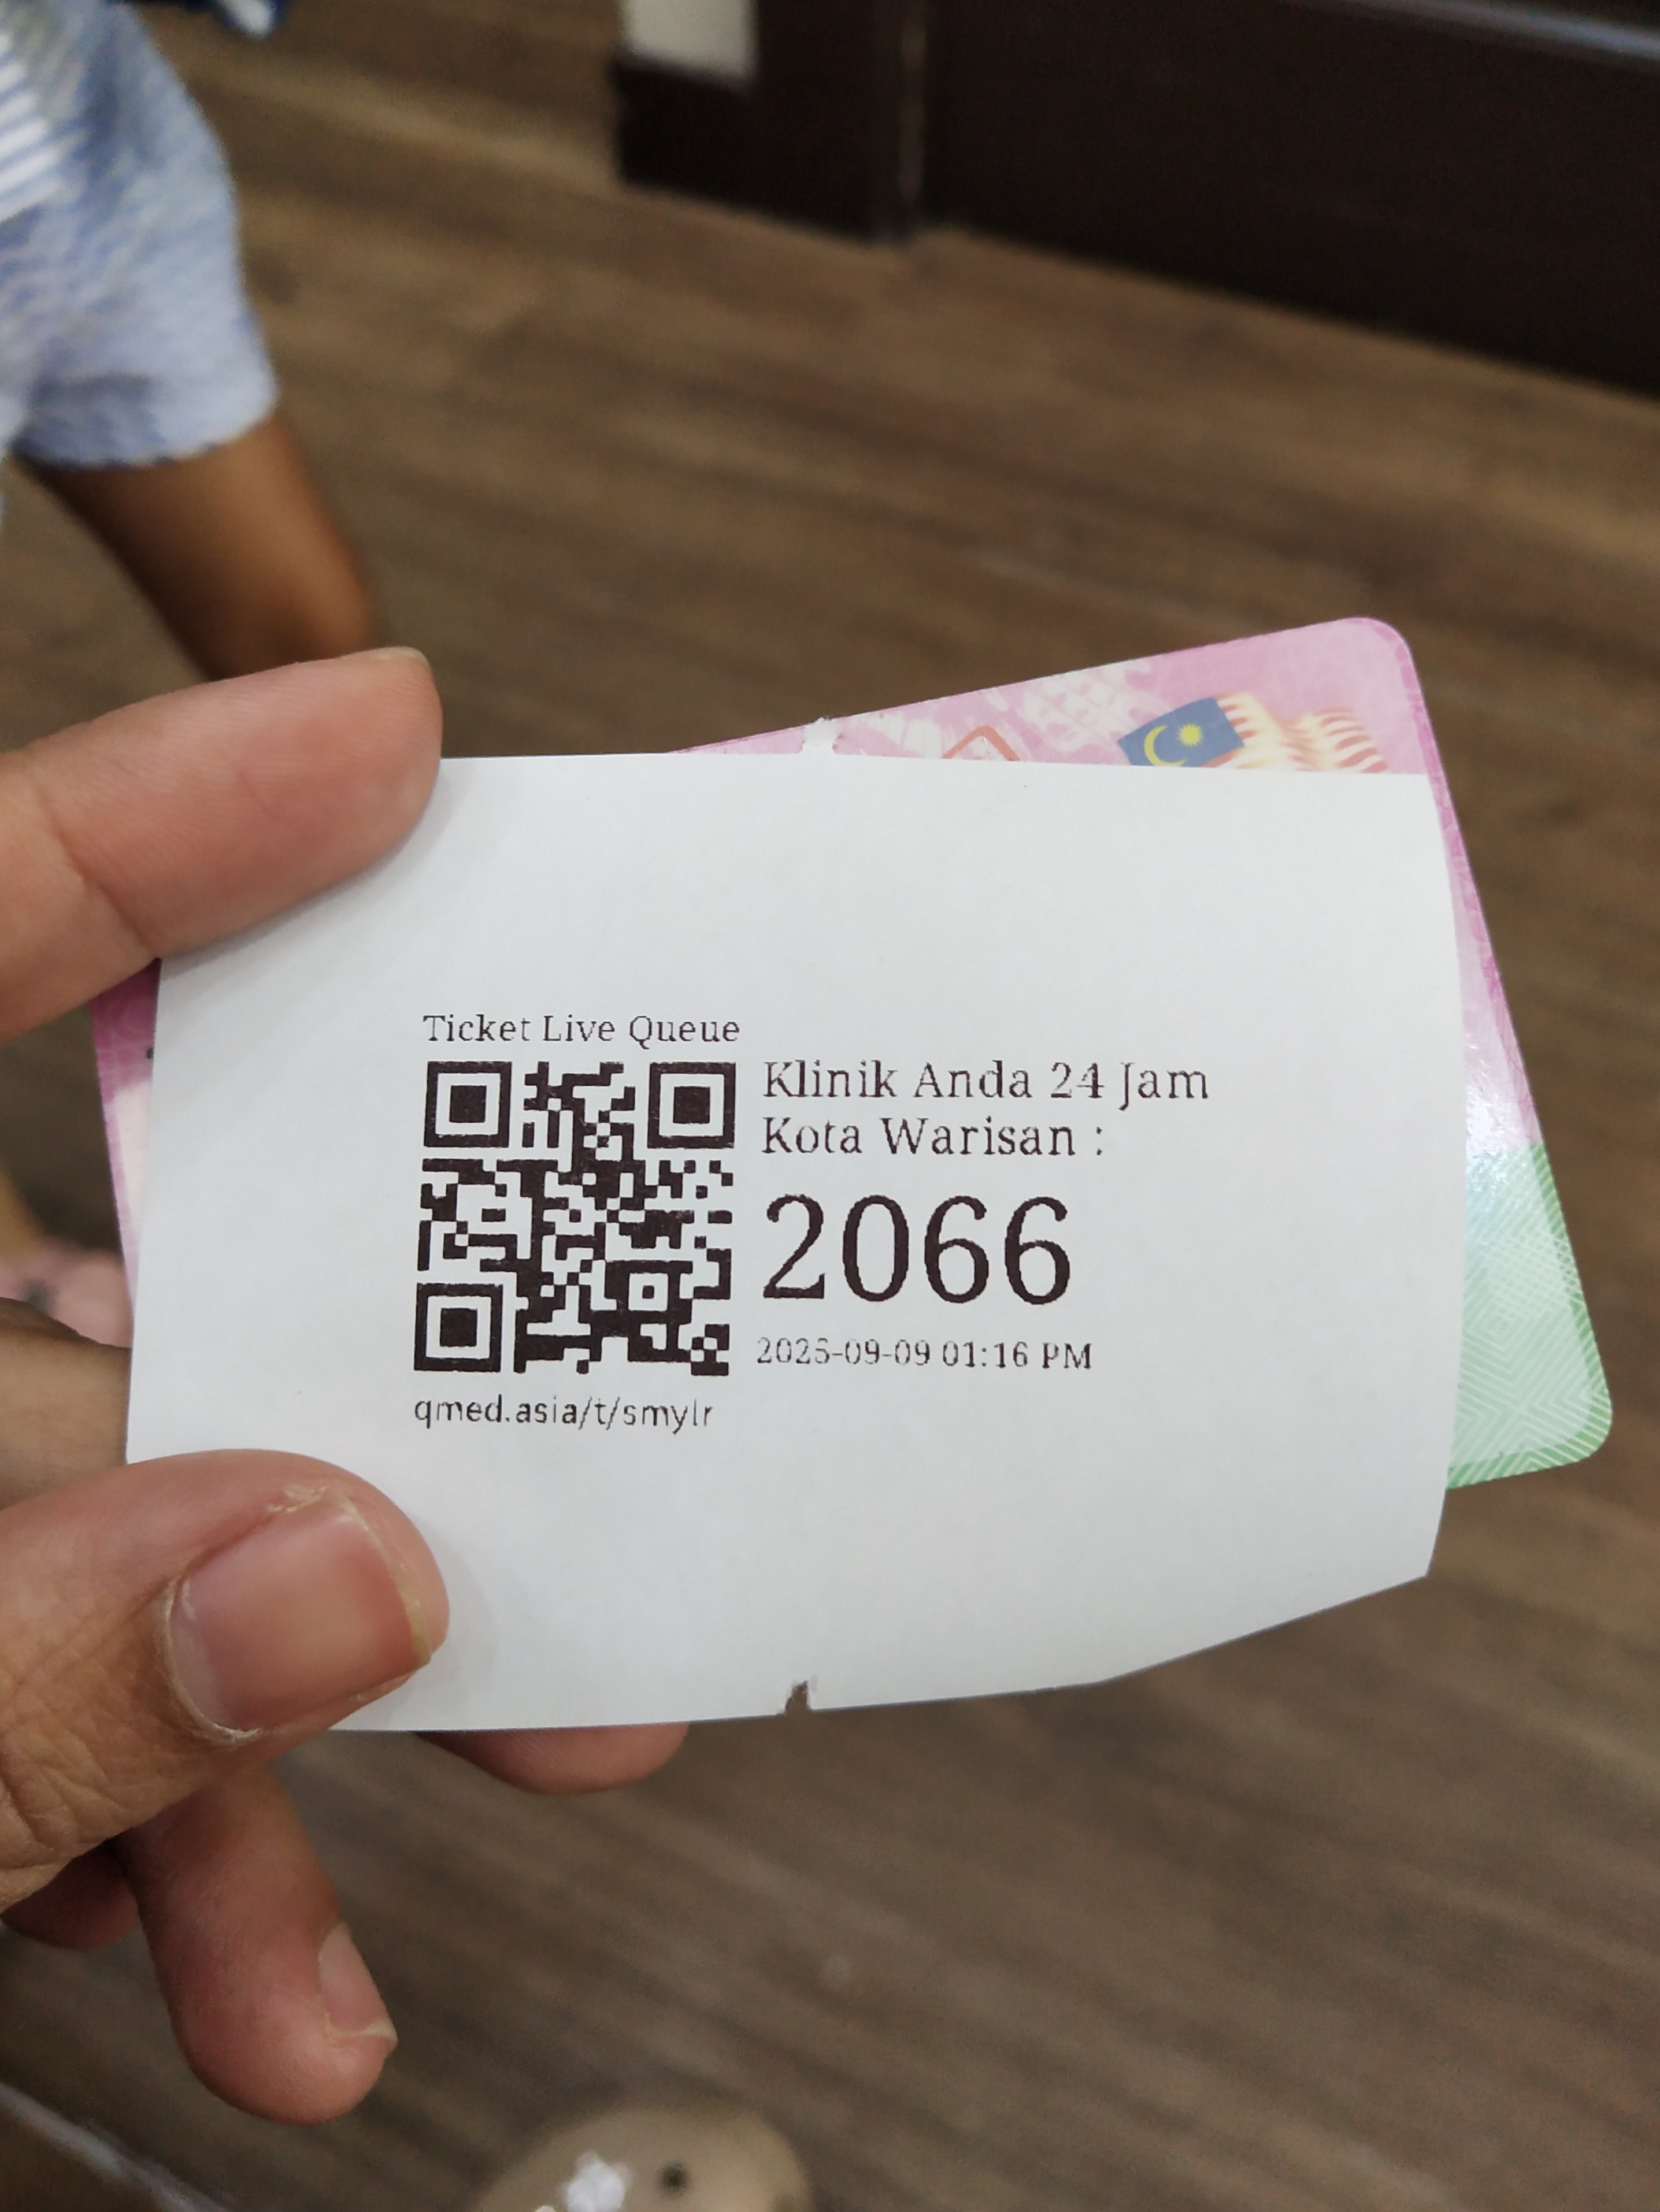 Ticket Live Queue
Klinik Anda 24 Jam
Kota Warisan :
2066
2025-09-09 01:16 PM
qmed.asia/t/smylr